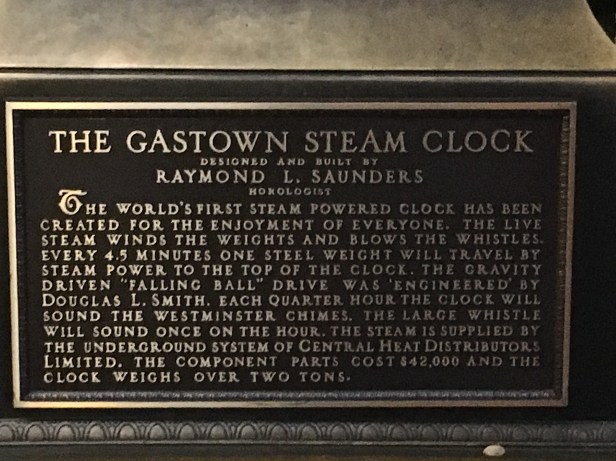 THE GASTOWN STEAM CLOCK
DESIGNED AND BUILT BY
RAYMOND L. SAUNDERS
HOROLOGIST
THE WORLD'S FIRST STEAM POWERED CLOCK HAS BEEN
CREATED FOR THE ENJOYMENT OF EVERYONE. THE LIVE
STEAM WINDS THE WEIGHTS AND BLOWS THE WHISTLES.
EVERY 4.5 MINUTES ONE STEEL WEIGHT WILL TRAVEL BY
STEAM POWER TO THE TOP OF THE CLOCK. THE GRAVITY
DRIVEN "FALLING BALL" DRIVE WAS 'ENGINEERED' BY
DOUGLAS L. SMITH. EACH QUARTER HOUR THE CLOCK WILL
SOUND THE WESTMINSTER CHIMES. THE LARGE WHISTLE
WILL SOUND ONCE ON THE HOUR. THE STEAM IS SUPPLIED BY
THE UNDERGROUND SYSTEM OF CENTRAL HEAT DISTRIBUTORS
LIMITED. THE COMPONENT PARTS COST $42,000 AND THE
CLOCK WEIGHS OVER TWO TONS.